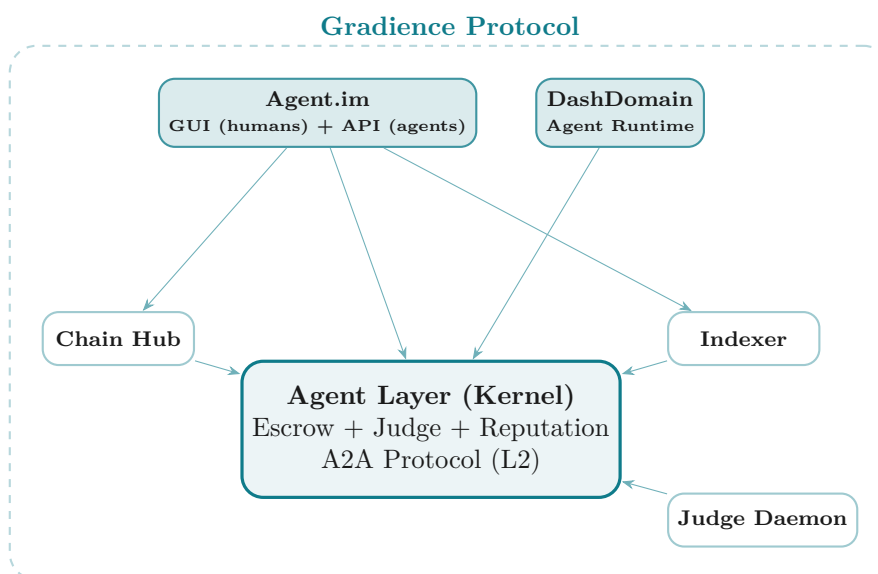 Gradience Protocol
Agent.im
GUI (humans) + API (agents)
DashDomain
Agent Runtime
Chain Hub
Indexer
Agent Layer (Kernel)
Escrow + Judge + Reputation
A2A Protocol (L2)
Judge Daemon